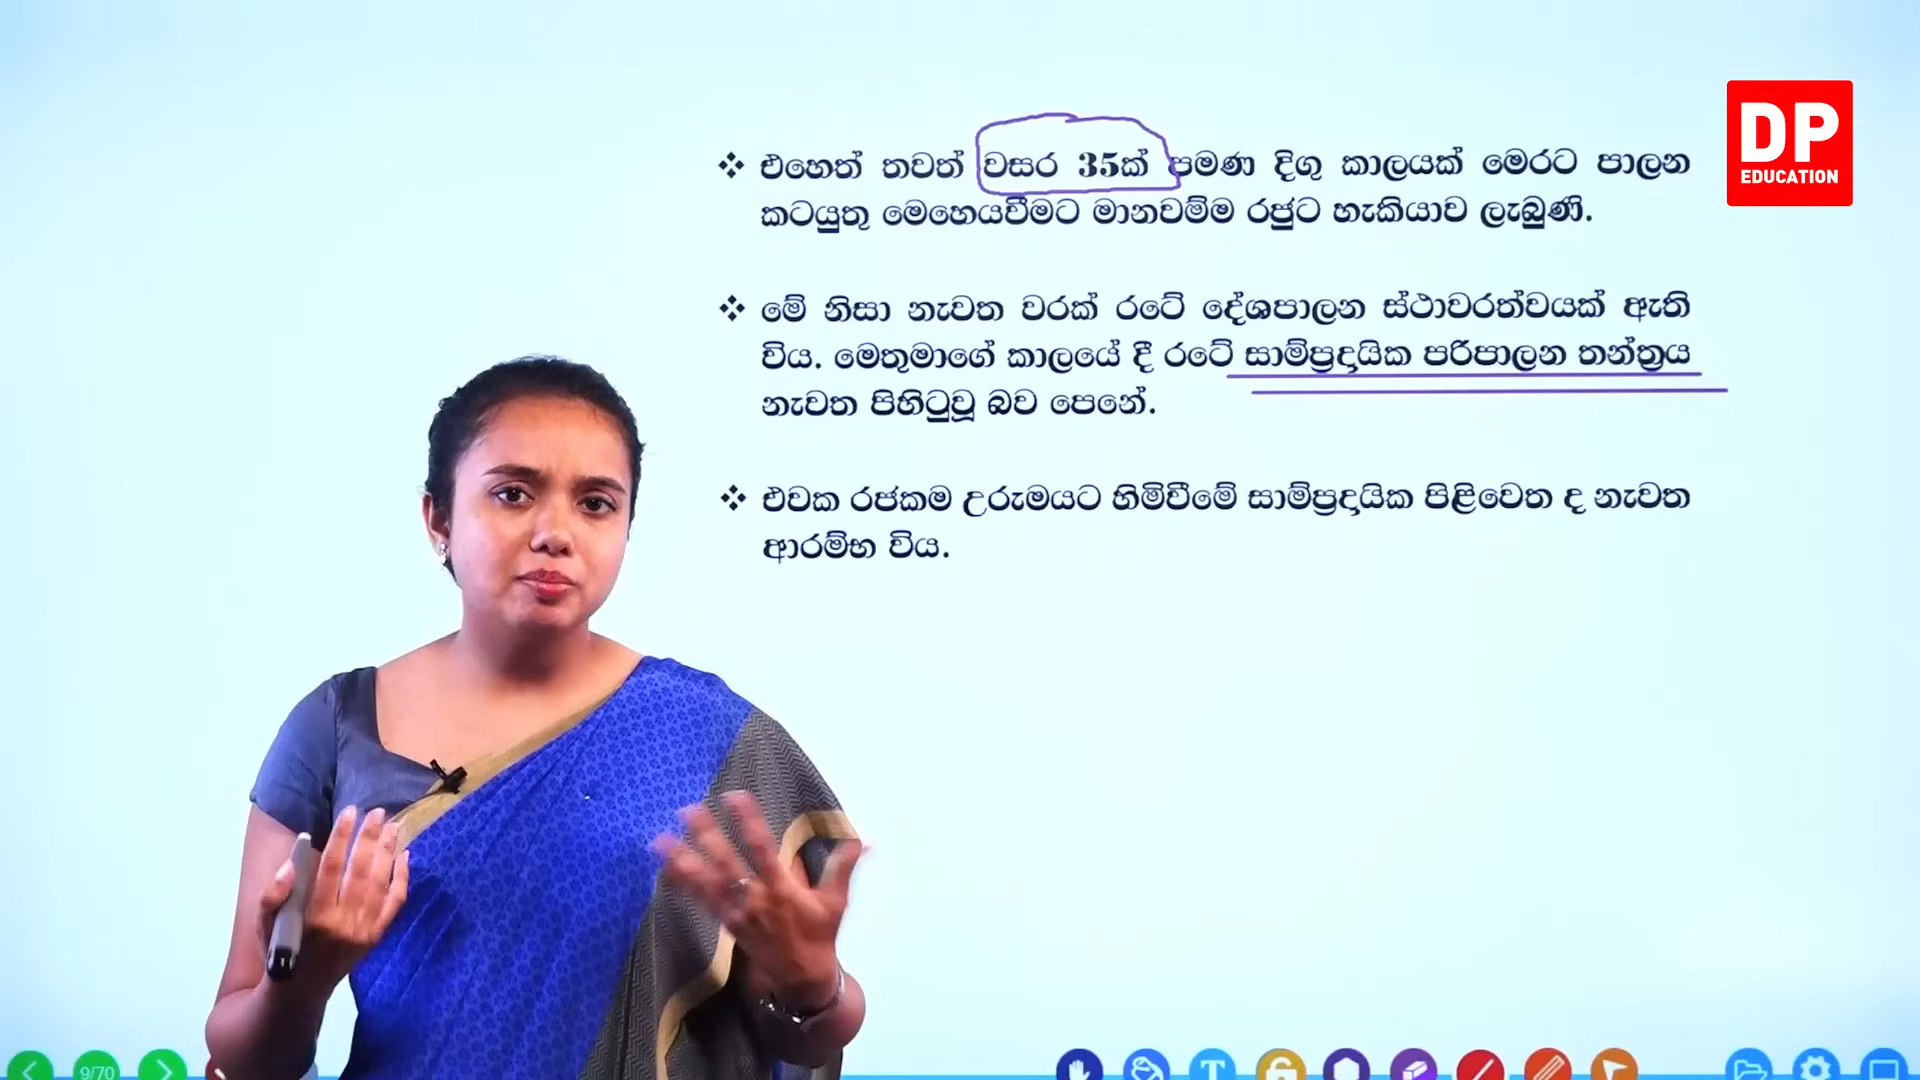 DP
EDUCATION
❖ එහෙත් තවත් වසර 35ක් පමණ දිගු කාලයක් මෙරට පාලන
කටයුතු මෙහෙයවීමට මානවම්ම රජුට හැකියාව ලැබුණි.
❖ මේ නිසා නැවත වරක් රටේ දේශපාලන ස්ථාවරත්වයක් ඇති
විය. මෙතුමාගේ කාලයේ දී රටේ සාම්ප්‍රදායික පරිපාලන තන්ත්‍රය
නැවත පිහිටුවූ බව පෙනේ.
❖ එවක රජකම උරුමයට හිමිවීමේ සාම්ප්‍රදායික පිළිවෙත ද නැවත
ආරම්භ විය.
9/70